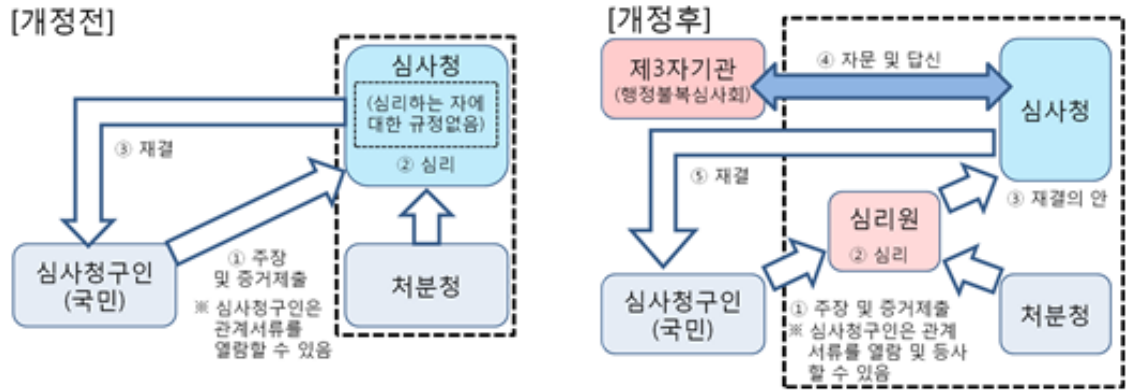 [개정전]
심사청
(심리하는 자에
대한 규정없음)
② 심리
③ 재결
심사청구인
(국민)
① 주장
및 증거제출
※ 심사청구인은
관계서류를
열람할 수 있음
처분청
[개정후]
제3자기관
(행정불복심사회)
④ 자문 및 답신
심사청
⑤ 재결
③ 재결의 안
심리원
② 심리
심사청구인
(국민)
① 주장 및 증거제출
※ 심사청구인은 관계
서류를 열람 및 등사
할 수 있음
처분청